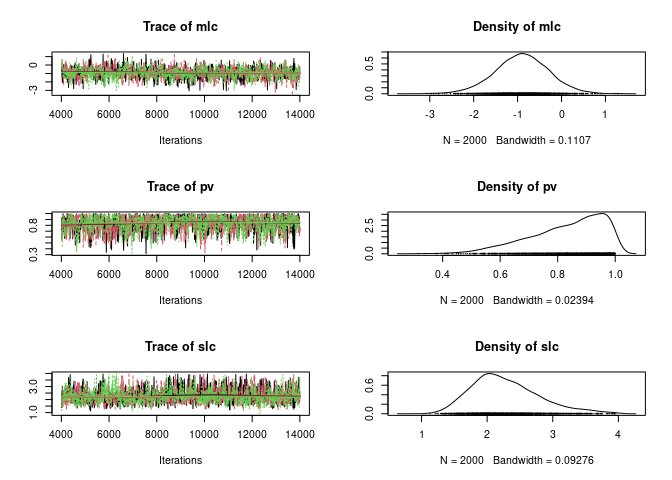 Trace of mlc
0
-3
4000 6000 8000 10000 12000 14000
Iterations
Density of mlc
0.5
0.0
-3 -2 -1 0 1
N = 2000 Bandwidth = 0.1107
Trace of pv
0.8
0.3
4000 6000 8000 10000 12000 14000
Iterations
Density of pv
2.5
0.0
0.4 0.6 0.8 1.0
N = 2000 Bandwidth = 0.02394
Trace of slc
3.0
1.0
4000 6000 8000 10000 12000 14000
Iterations
Density of slc
0.6
0.0
1 2 3 4
N = 2000 Bandwidth = 0.09276